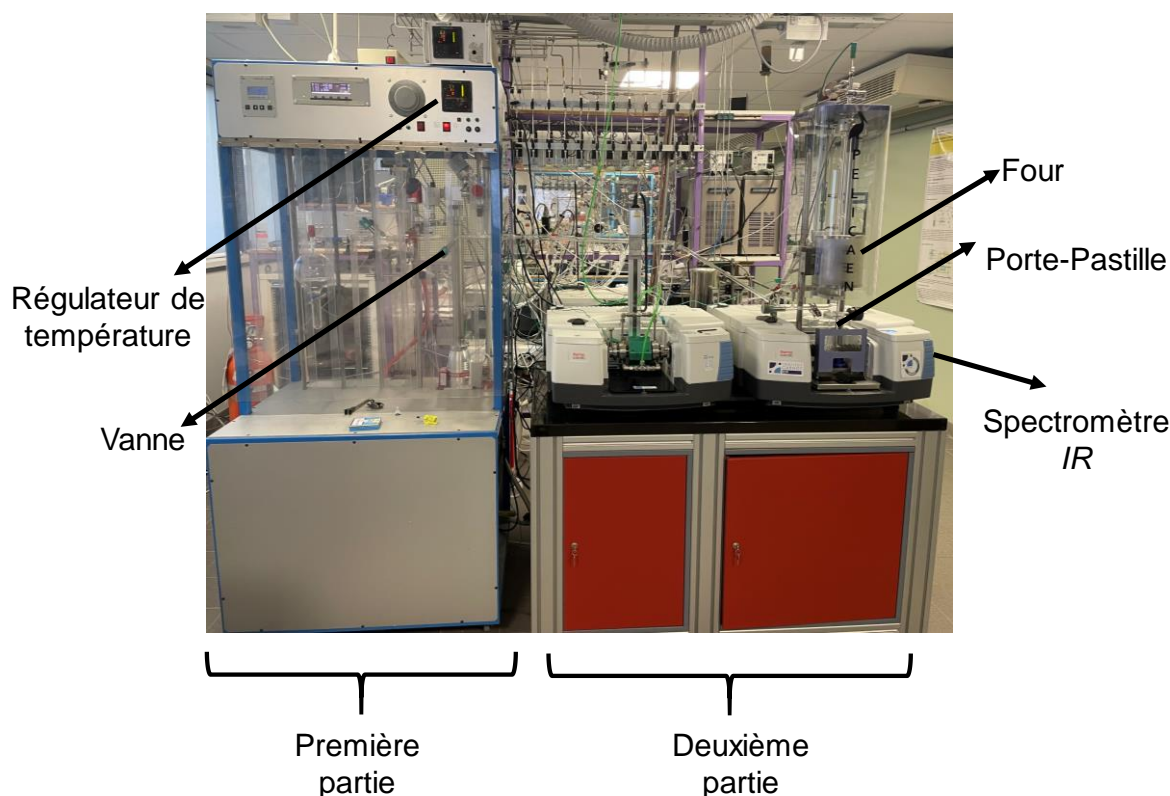 Four
Porte-Pastille
Régulateur de
température
Vanne
Spectromètre
IR
Première
partie
Deuxième
partie